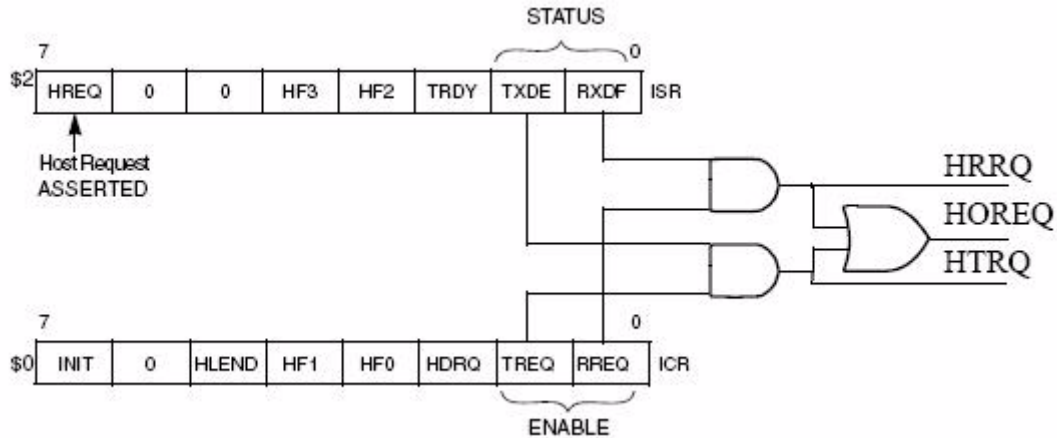 STATUS
7 0
$2 HREQ 0 0 HF3 HF2 TRDY TXDE RXDF ISR
Host Request
ASSERTED
HRRQ
HOREQ
HTRQ
7 0
$0 INIT 0 HLEND HF1 HF0 HDRQ TREQ RREQ ICR
ENABLE